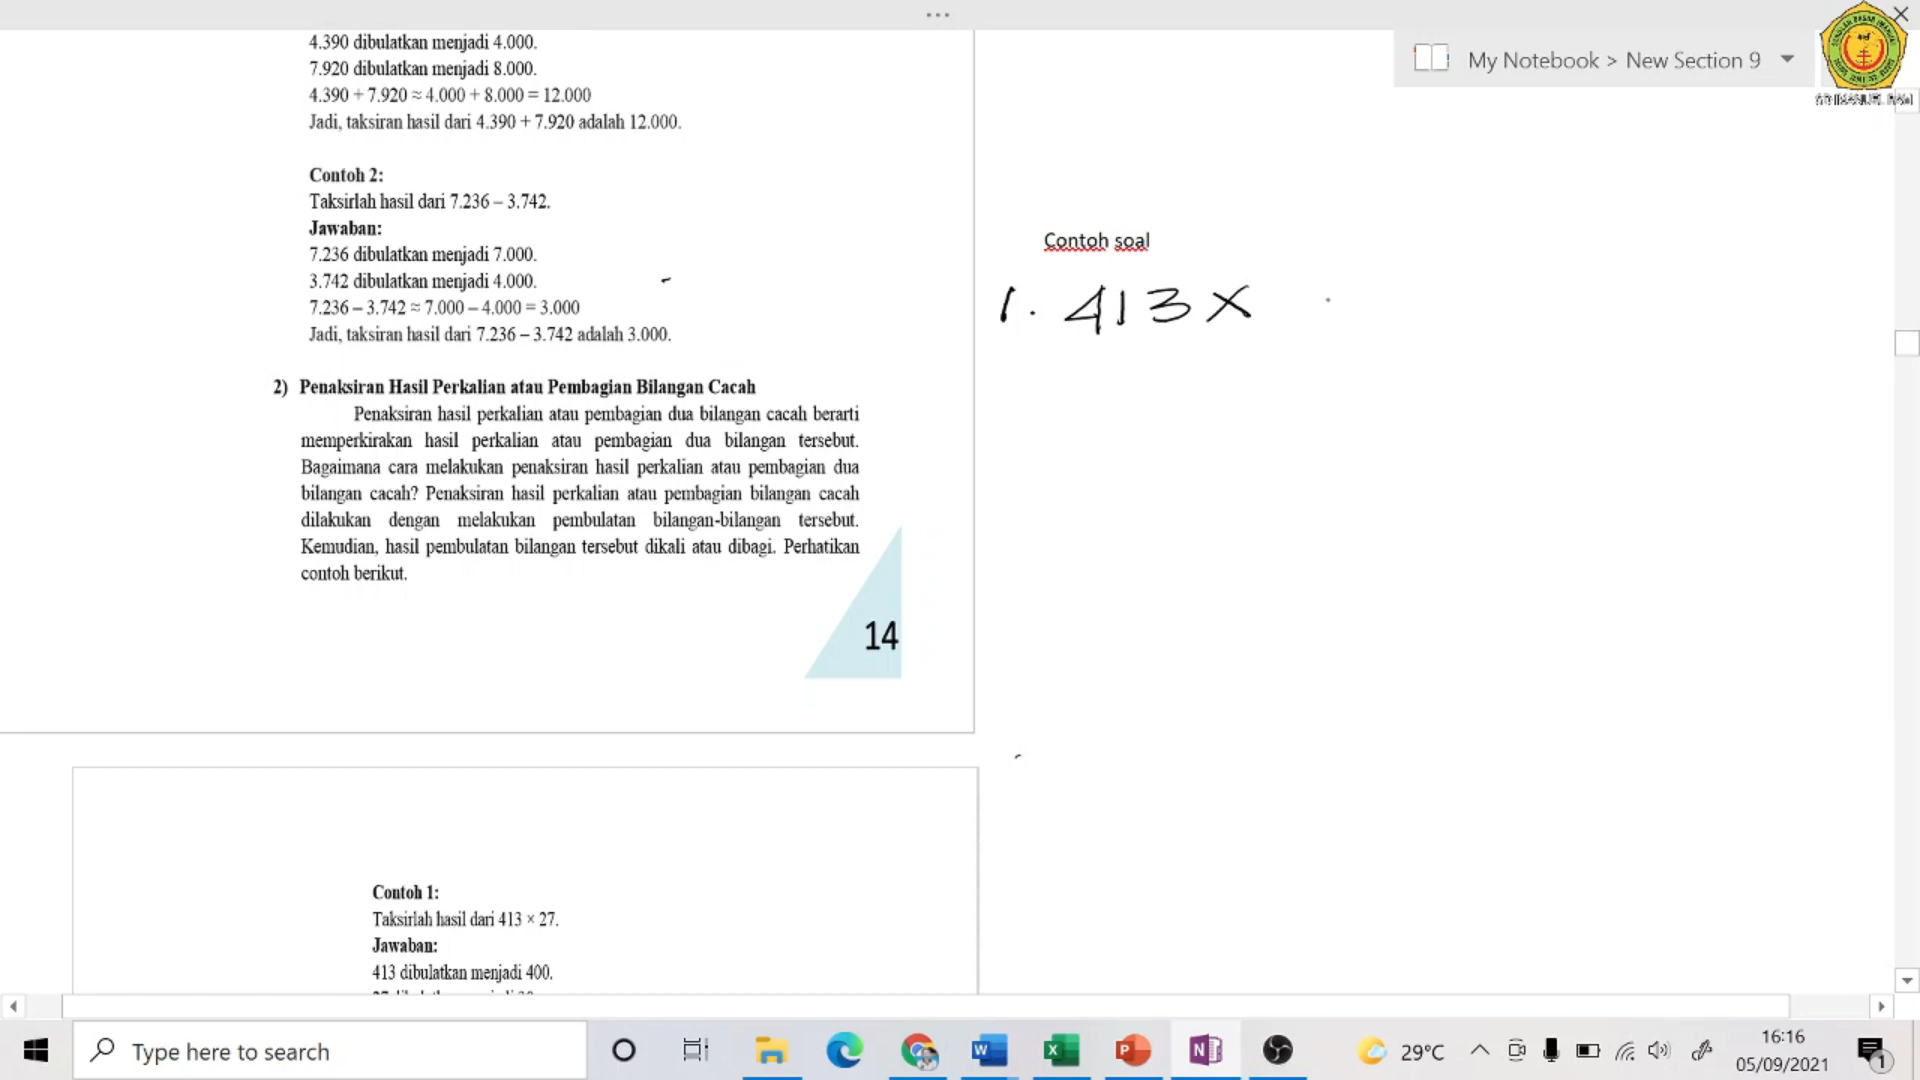 4.390 dibulatkan menjadi 4.000.
7.920 dibulatkan menjadi 8.000.
4.390 + 7.920 ≈ 4.000 + 8.000 = 12.000
Jadi, taksiran hasil dari 4.390 + 7.920 adalah 12.000.
Contoh 2:
Taksirlah hasil dari 7.236 – 3.742.
Jawaban:
7.236 dibulatkan menjadi 7.000.
3.742 dibulatkan menjadi 4.000.
7.236 – 3.742 ≈ 7.000 – 4.000 = 3.000
Jadi, taksiran hasil dari 7.236 – 3.742 adalah 3.000.
2) Penaksiran Hasil Perkalian atau Pembagian Bilangan Cacah
Penaksiran hasil perkalian atau pembagian dua bilangan cacah berarti
memperkirakan hasil perkalian atau pembagian dua bilangan tersebut.
Bagaimana cara melakukan penaksiran hasil perkalian atau pembagian dua
bilangan cacah? Penaksiran hasil perkalian atau pembagian bilangan cacah
dilakukan dengan melakukan pembulatan bilangan-bilangan tersebut.
Kemudian, hasil pembulatan bilangan tersebut dikali atau dibagi. Perhatikan
contoh berikut.
14
Contoh 1:
Taksirlah hasil dari 413 × 27.
Jawaban:
413 dibulatkan menjadi 400.
My Notebook > New Section 9
Contoh soal
1. 413 X
Type here to search
29°C
16:16
05/09/2021
1